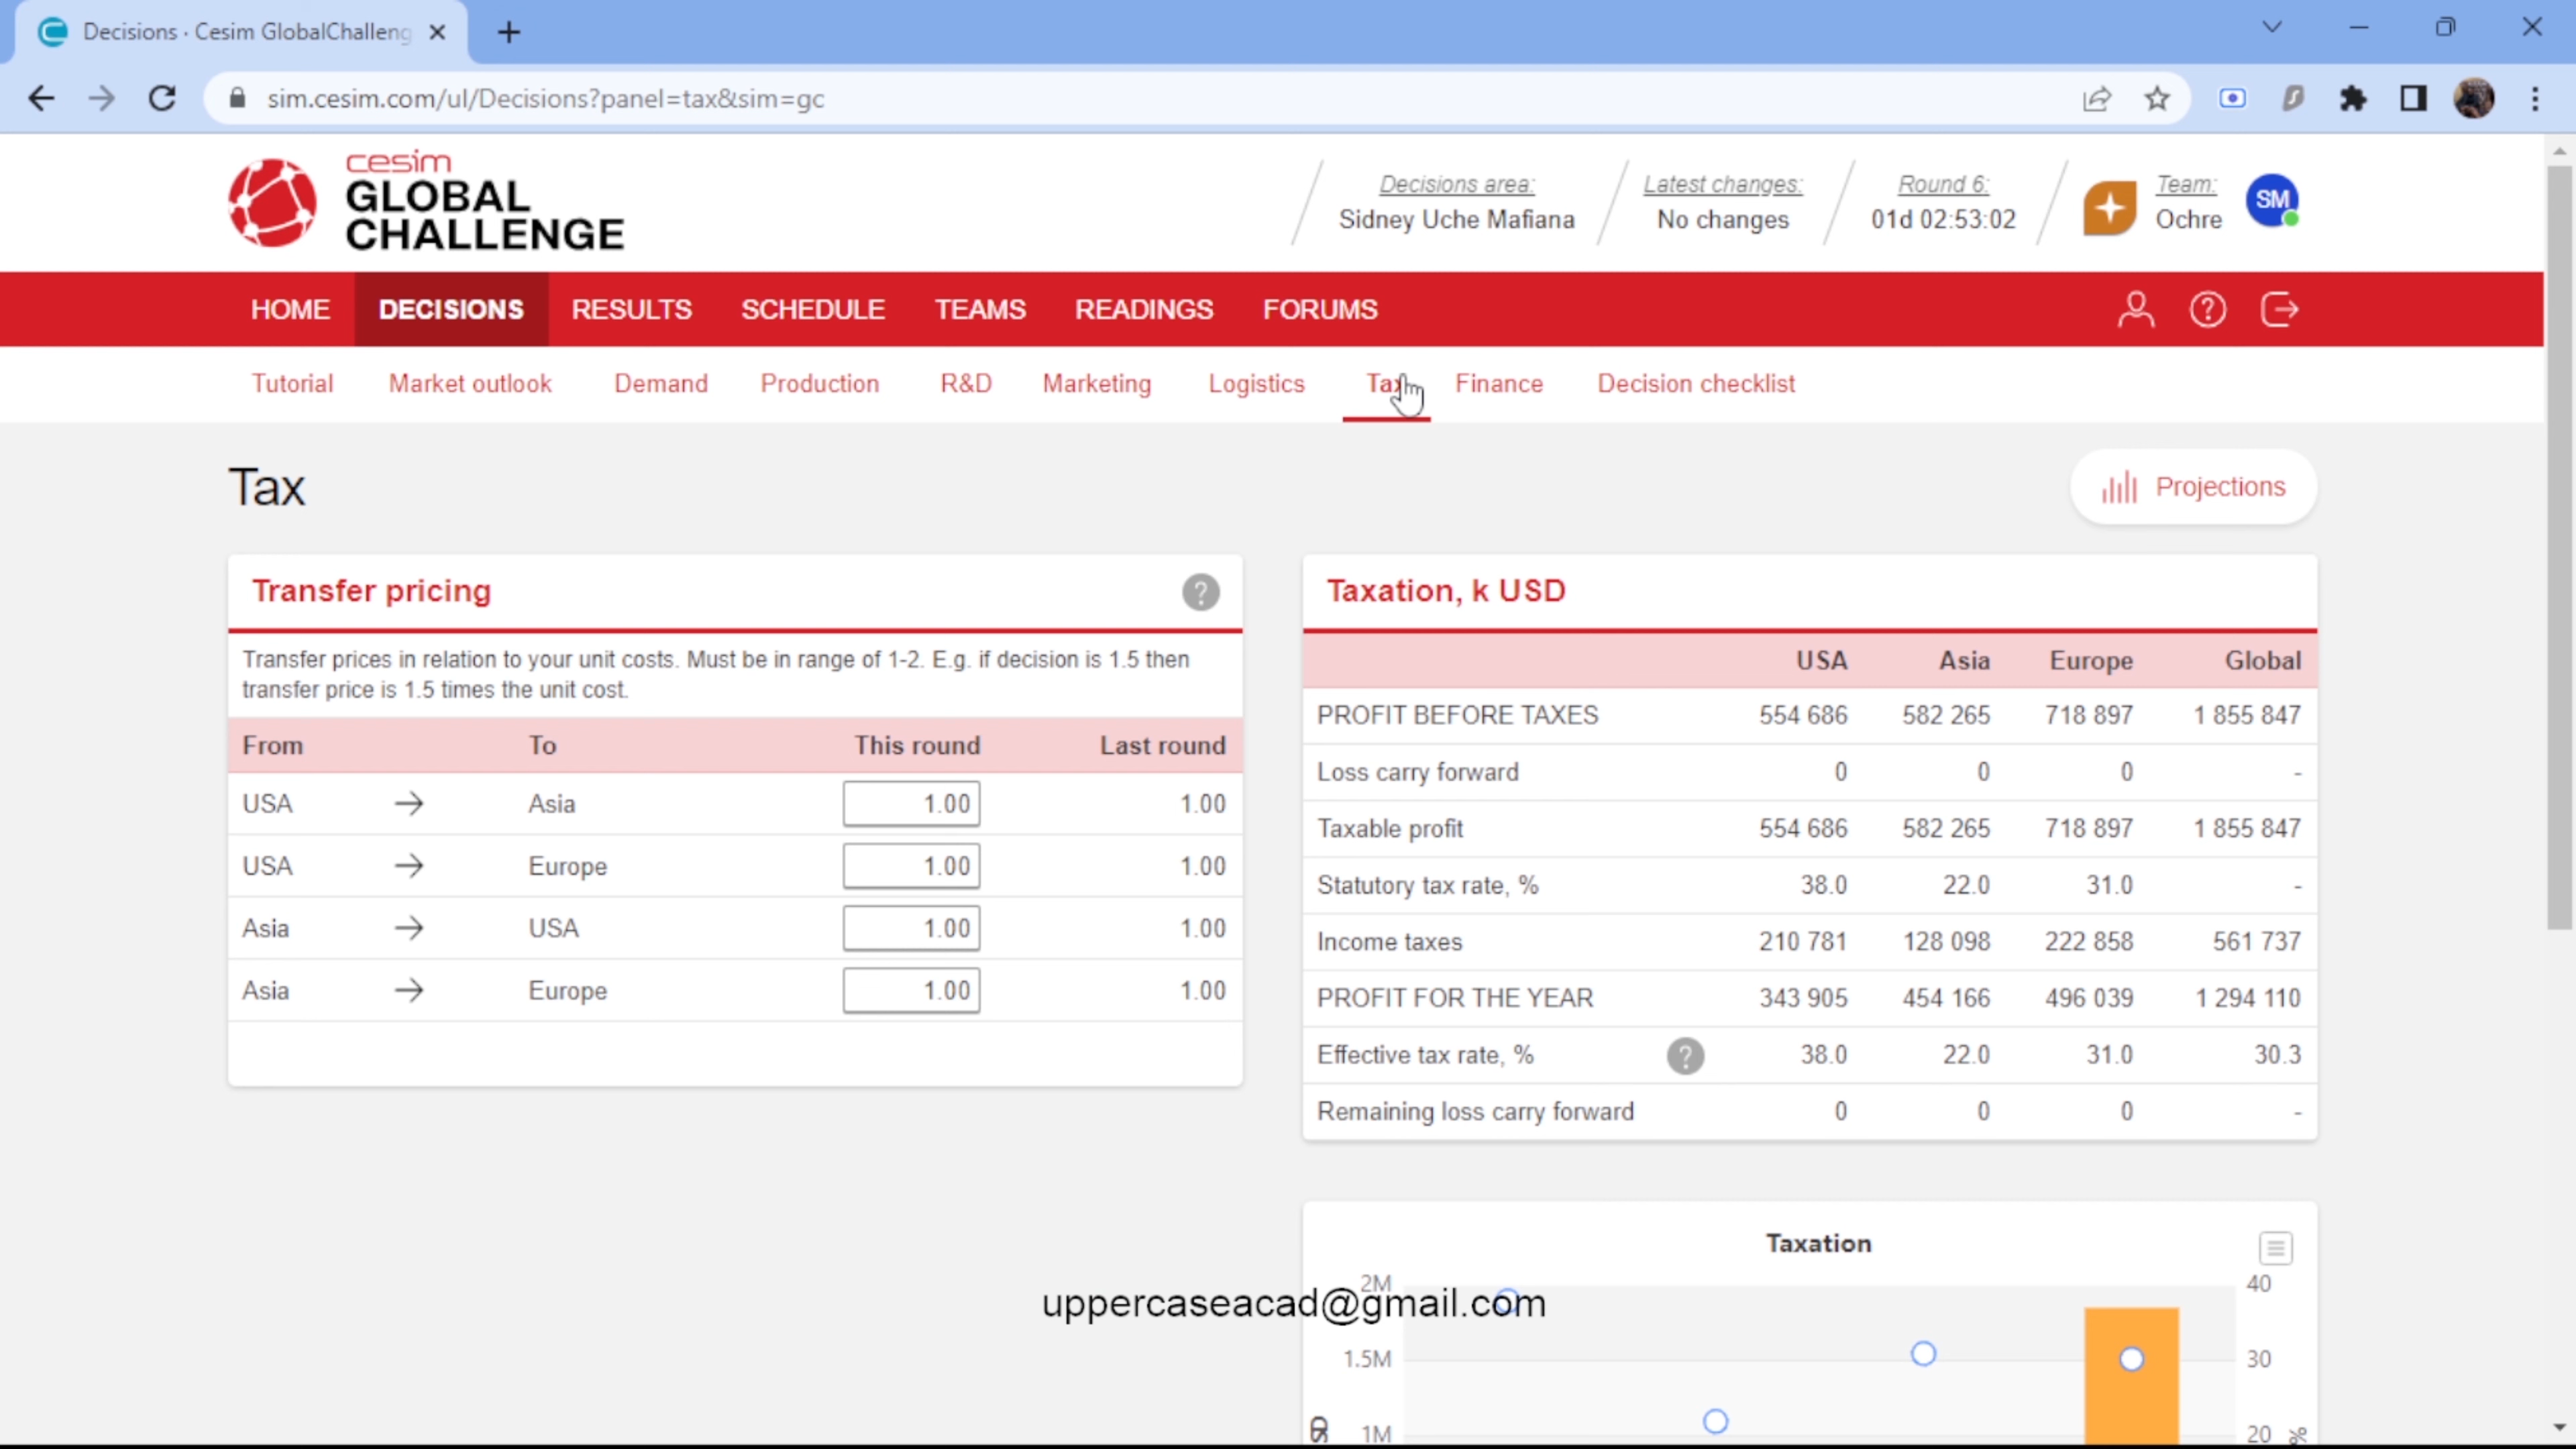 Decisions · Cesim GlobalChalleng
sim.cesim.com/ul/Decisions?panel=tax&sim=gc
cesim
GLOBAL
CHALLENGE
Decisions area:
Sidney Uche Mafiana
Latest changes:
No changes
Round 6:
01d 02:53:02
Team:
Ochre
SM
HOME DECISIONS RESULTS SCHEDULE TEAMS READINGS FORUMS
Tutorial Market outlook Demand Production R&D Marketing Logistics Tax Finance Decision checklist
Tax
Projections
Transfer pricing
Transfer prices in relation to your unit costs. Must be in range of 1-2. E.g. if decision is 1.5 then
transfer price is 1.5 times the unit cost.
From To This round Last round
USA → Asia 1.00 1.00
USA → Europe 1.00 1.00
Asia → USA 1.00 1.00
Asia → Europe 1.00 1.00
Taxation, k USD
USA Asia Europe Global
PROFIT BEFORE TAXES 554 686 582 265 718 897 1 855 847
Loss carry forward 0 0 0 -
Taxable profit 554 686 582 265 718 897 1 855 847
Statutory tax rate, % 38.0 22.0 31.0 -
Income taxes 210 781 128 098 222 858 561 737
PROFIT FOR THE YEAR 343 905 454 166 496 039 1 294 110
Effective tax rate, % ? 38.0 22.0 31.0 30.3
Remaining loss carry forward 0 0 0 -
Taxation
2M 40
uppercaseacad@gmail.com
1.5M 30
1M 20 %